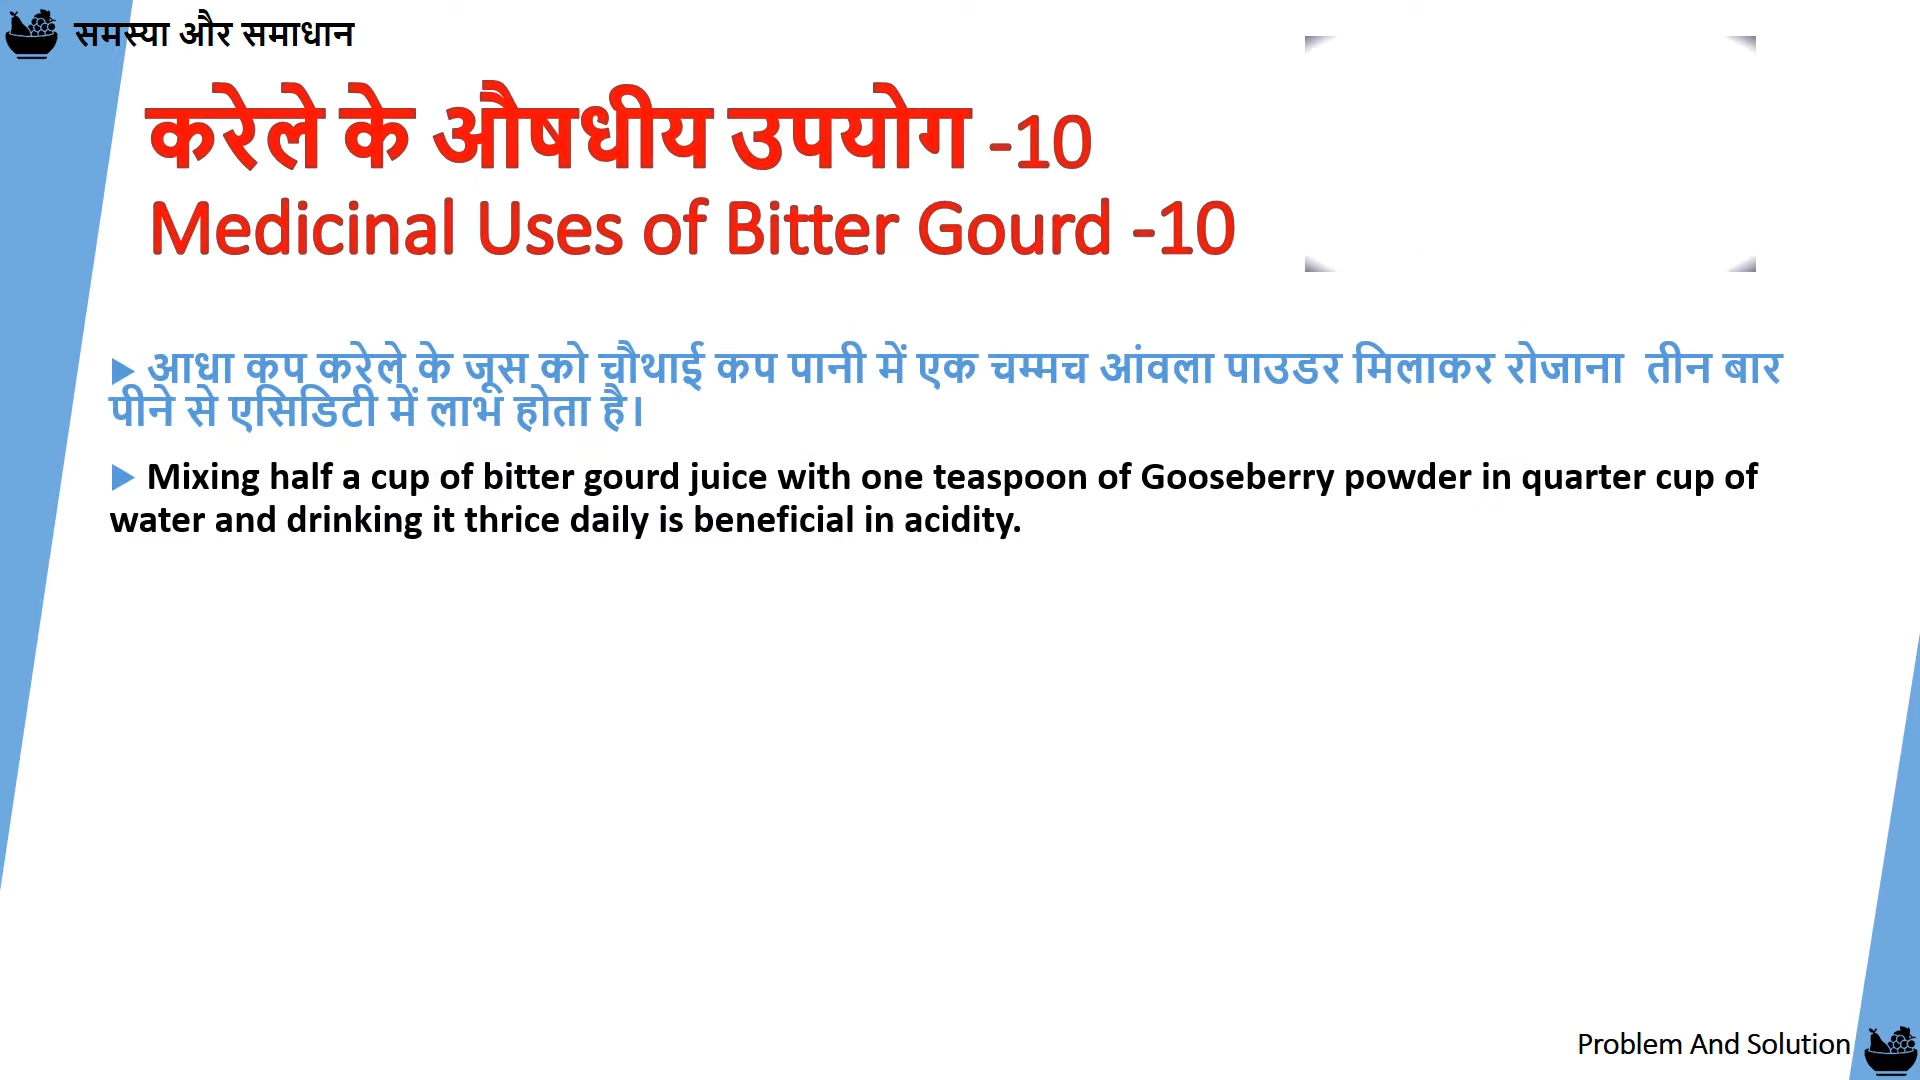 समस्या और समाधान
करेले के औषधीय उपयोग -10
Medicinal Uses of Bitter Gourd -10
आधा कप करेले के जूस को चौथाई कप पानी में एक चम्मच आंवला पाउडर मिलाकर रोजाना  तीन बार
पीने से एसिडिटी में लाभ होता है।
Mixing half a cup of bitter gourd juice with one teaspoon of Gooseberry powder in quarter cup of
water and drinking it thrice daily is beneficial in acidity.
Problem And Solution